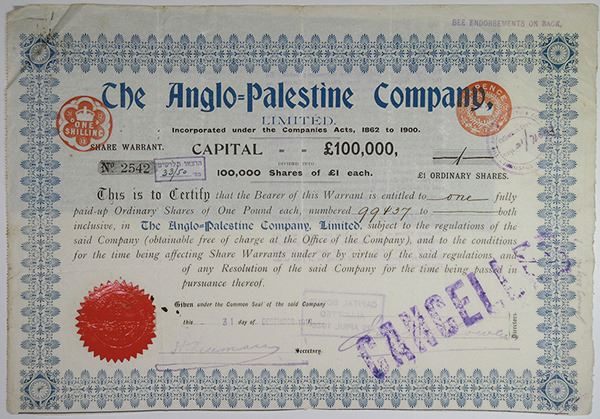 SEE ENDORSEMENTS ON BACK.
The Anglo=Palestine Company,
LIMITED.
Incorporated under the Companies Acts, 1862 to 1900.
ONE
SHILLING
PENCE
SHARE WARRANT.
CAPITAL - - £100,000,
DIVIDED INTO
100,000 Shares of £1 each.
Nº 2542
33/50
1
£1 ORDINARY SHARES.
This is to Certify that the Bearer of this Warrant is entitled to one fully
paid-up Ordinary Shares of One Pound each, numbered 99437 to — both
inclusive, in The Anglo=Palestine Company, Limited, subject to the regulations of the
said Company (obtainable free of charge at the Office of the Company), and to the conditions
for the time being affecting Share Warrants under or by virtue of the said regulations, and
of any Resolution of the said Company for the time being passed in
pursuance thereof.
Given under the Common Seal of the said Company
this 31 day of DECEMBER
Secretary.
Directors
CANCELLED